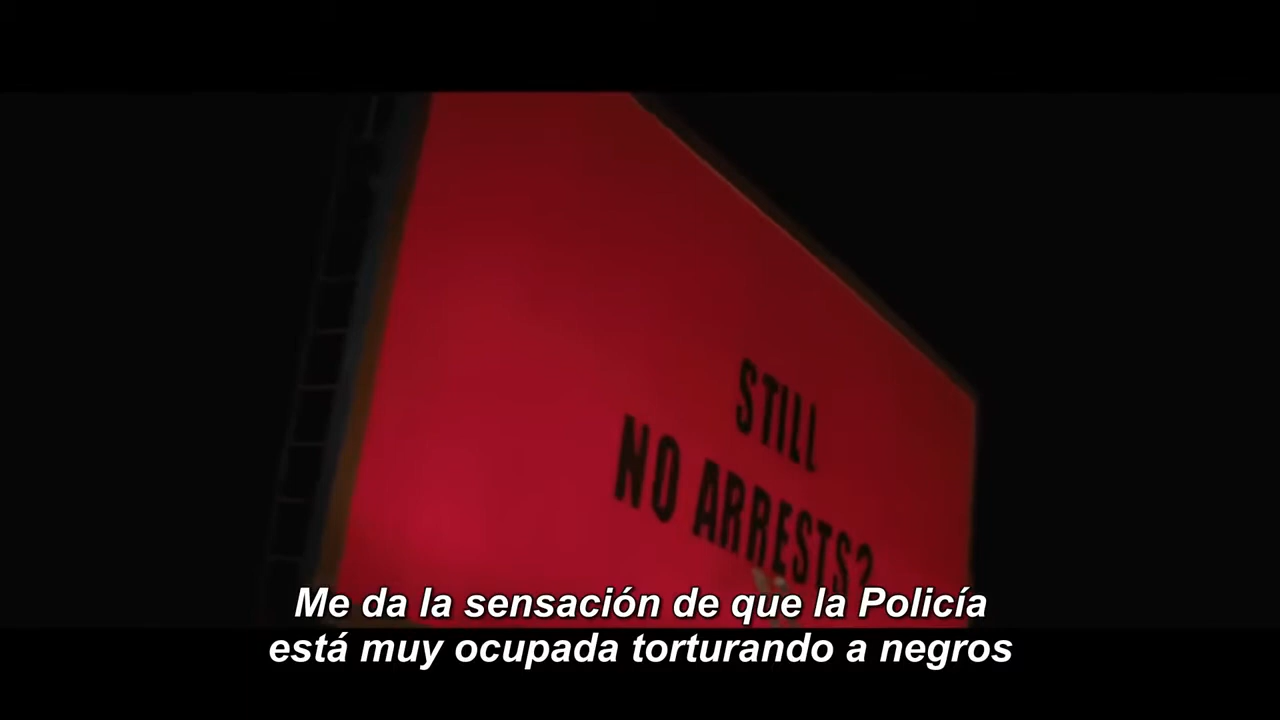 STILL
NO ARRESTS?
Me da la sensación de que la Policía
está muy ocupada torturando a negros